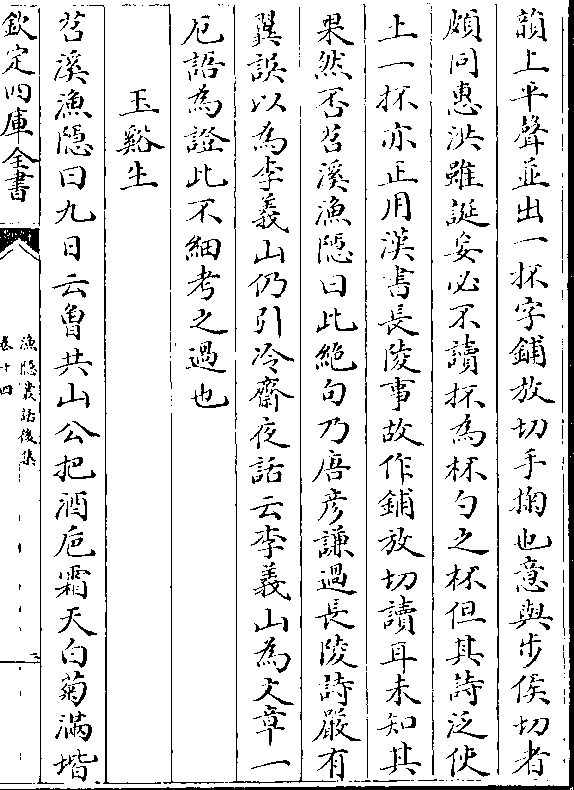 韻上平聲並出一抔字鋪放切手掬也意與步侯切者
頗同惠洪雖誕妄必不讀抔為杯勺之杯但其詩泛使
上一抔亦正用漢書長陵事故作鋪放切讀耳未知其
果然否苕溪漁隱曰此絶句乃唐彦謙過長陵詩嚴有
翼誤以為李義山仍引冷齋夜話云李義山為文章一
厄語為證此不細考之過也
玉谿生
苕溪漁隱曰九日云曾共山公把酒巵霜天白菊滿堦
欽定四庫全書
漁隱叢話後集
卷十四